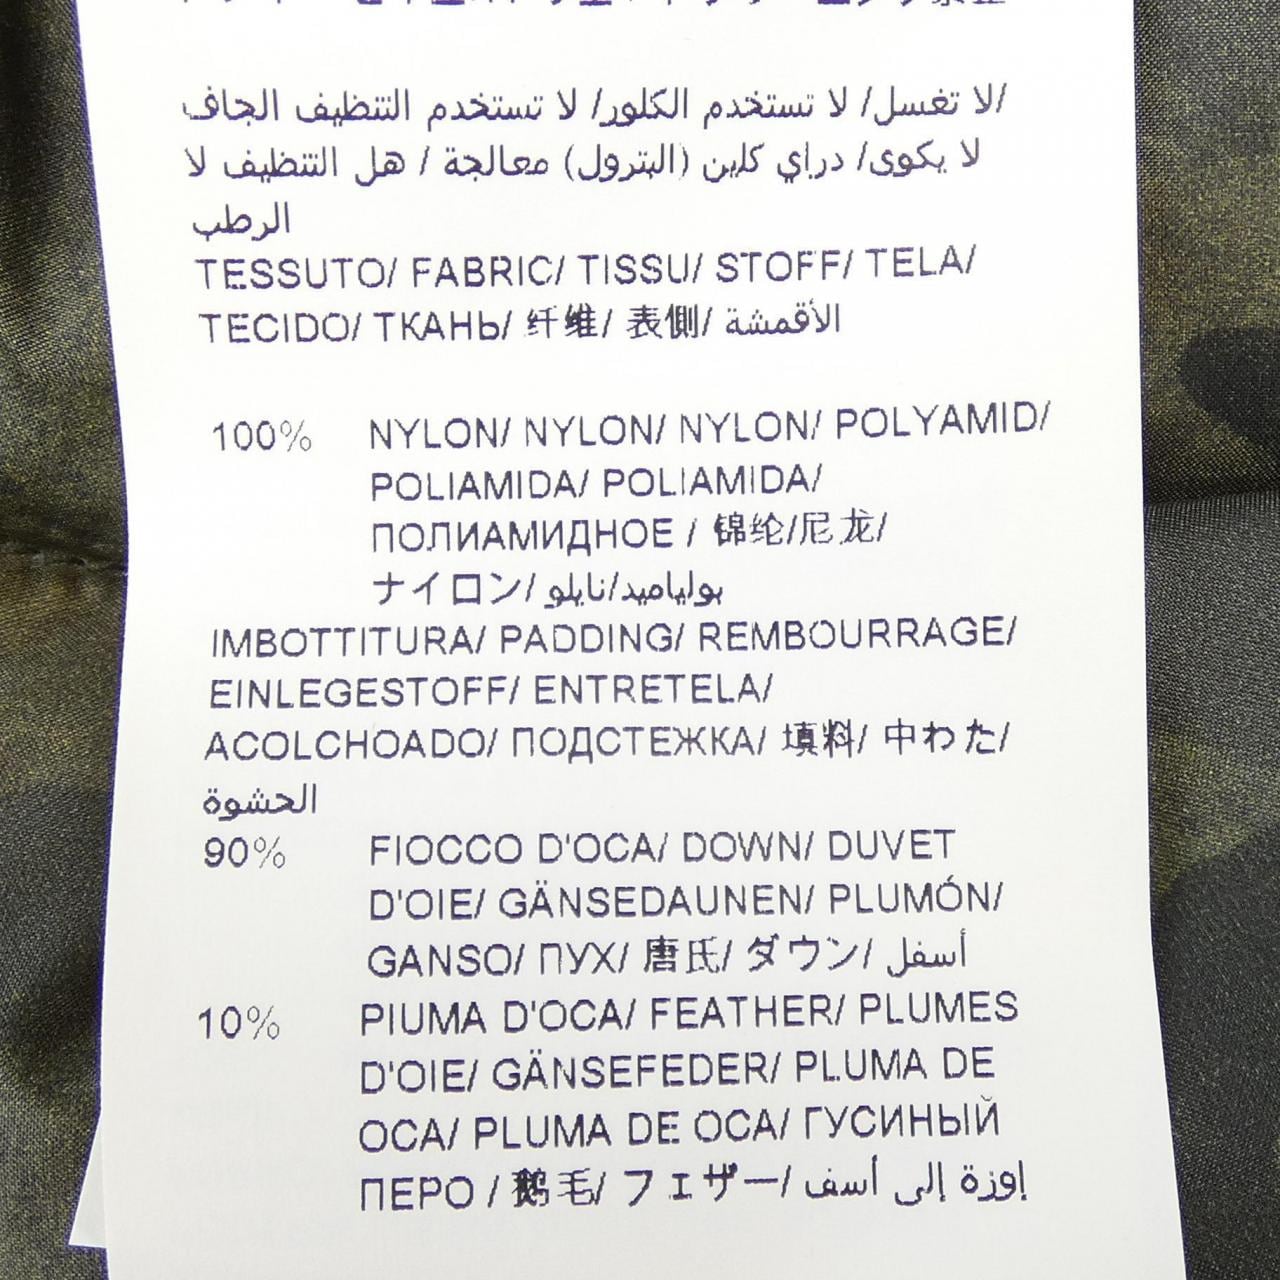 لا تغسل/ لا تستخدم الكلور/ لا تستخدم التنظيف الجاف/
لا يكوى/ دراي كلين (البترول) معالجة / هل التنظيف لا
الرطب
TESSUTO/ FABRIC/ TISSU/ STOFF/ TELA/
TECIDO/ ТКАНЬ/ 纤维/ 表側/ الأقمشة
100% NYLON/ NYLON/ NYLON/ POLYAMID/
POLIAMIDA/ POLIAMIDA/
ПОЛИАМИДНОЕ / 锦纶/尼龙/
ナイロン/ بولياميد/نايلو
IMBOTTITURA/ PADDING/ REMBOURRAGE/
EINLEGESTOFF/ ENTRETELA/
ACOLCHOADO/ ПОДСТЕЖКА/ 填料/ 中わた/
الحشوة
90% FIOCCO D'OCA/ DOWN/ DUVET
D'OIE/ GÄNSEDAUNEN/ PLUMÓN/
GANSO/ ПУХ/ 唐氏/ ダウン/ أسفل
10% PIUMA D'OCA/ FEATHER/ PLUMES
D'OIE/ GÄNSEFEDER/ PLUMA DE
OCA/ PLUMA DE OCA/ ГУСИНЫЙ
ПЕРО / 鹅毛/ フェザー/ إوزة إلى أسف